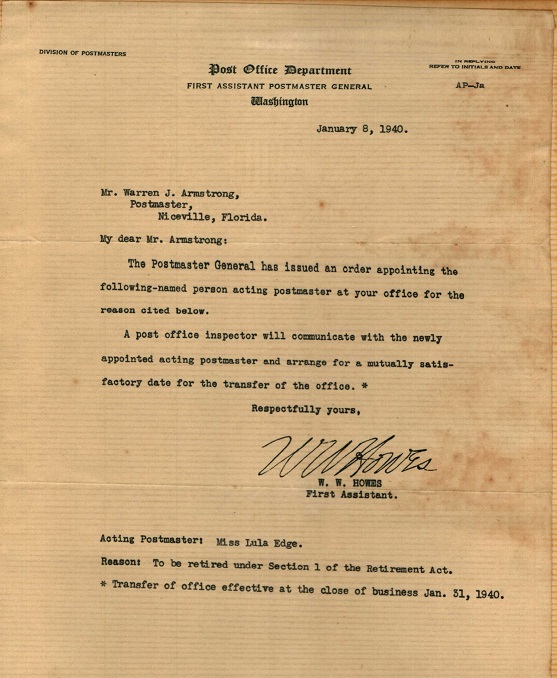 DIVISION OF POSTMASTERS
IN REPLYING
REFER TO INITIALS AND DATE
Post Office Department
FIRST ASSISTANT POSTMASTER GENERAL
AP-Ja
Washington
January 8, 1940.
Mr. Warren J. Armstrong,
Postmaster,
Niceville, Florida.
My dear Mr. Armstrong:
The Postmaster General has issued an order appointing the
following-named person acting postmaster at your office for the
reason cited below.
A post office inspector will communicate with the newly
appointed acting postmaster and arrange for a mutually satis-
factory date for the transfer of the office. *
Respectfully yours,
W W Howes
W. W. HOWES
First Assistant.
Acting Postmaster: Miss Lula Edge.
Reason: To be retired under Section 1 of the Retirement Act.
* Transfer of office effective at the close of business Jan. 31, 1940.